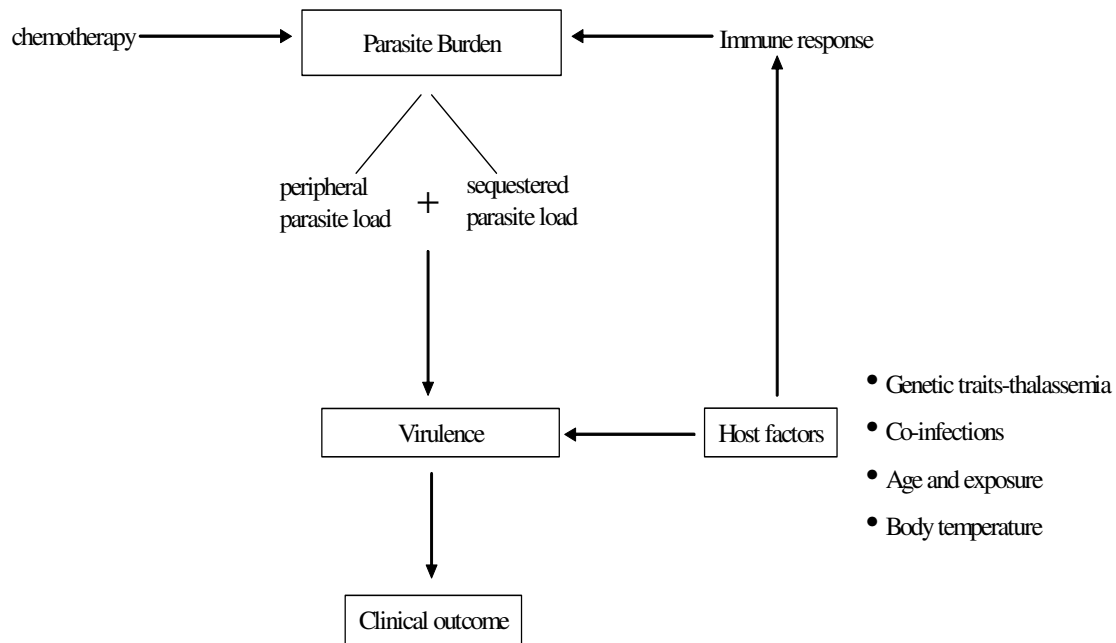 chemotherapy
Parasite Burden
Immune response
peripheral
parasite load
+
sequestered
parasite load
Virulence
Host factors
• Genetic traits-thalassemia
• Co-infections
• Age and exposure
• Body temperature
Clinical outcome